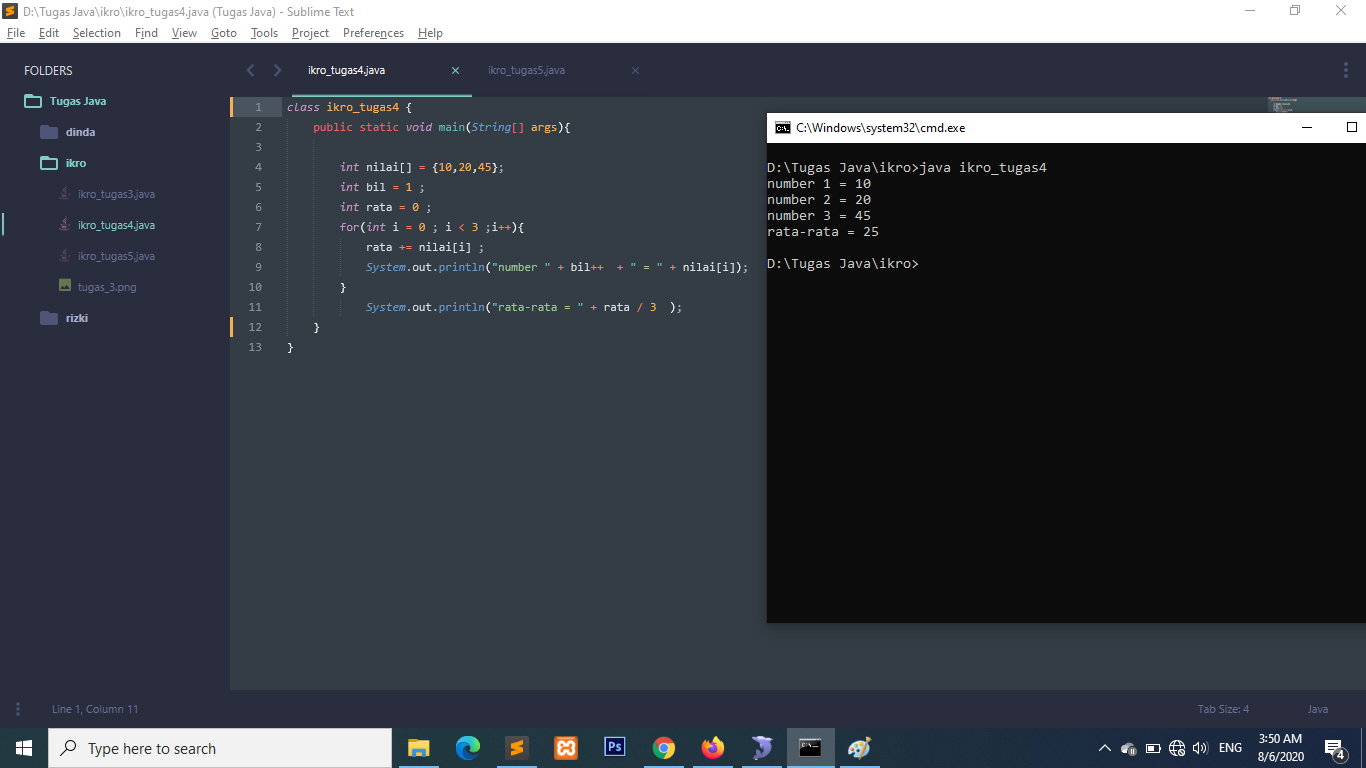 D:\Tugas Java\ikro\ikro_tugas4.java (Tugas Java) - Sublime Text
File Edit Selection Find View Goto Tools Project Preferences Help
FOLDERS
Tugas Java
dinda
ikro
ikro_tugas3.java
ikro_tugas4.java
ikro_tugas5.java
tugas_3.png
rizki
ikro_tugas4.java × ikro_tugas5.java ×
1 class ikro_tugas4 {
2 public static void main(String[] args){
3
4 int nilai[] = {10,20,45};
5 int bil = 1 ;
6 int rata = 0 ;
7 for(int i = 0 ; i < 3 ;i++){
8 rata += nilai[i] ;
9 System.out.println("number " + bil++  + " = " + nilai[i]);
10 }
11 System.out.println("rata-rata = " + rata / 3  );
12 }
13 }
C:\Windows\system32\cmd.exe
D:\Tugas Java\ikro>java ikro_tugas4
number 1 = 10
number 2 = 20
number 3 = 45
rata-rata = 25
D:\Tugas Java\ikro>
Line 1, Column 11 Tab Size: 4 Java
Type here to search
Ps
ENG
3:50 AM
8/6/2020
4